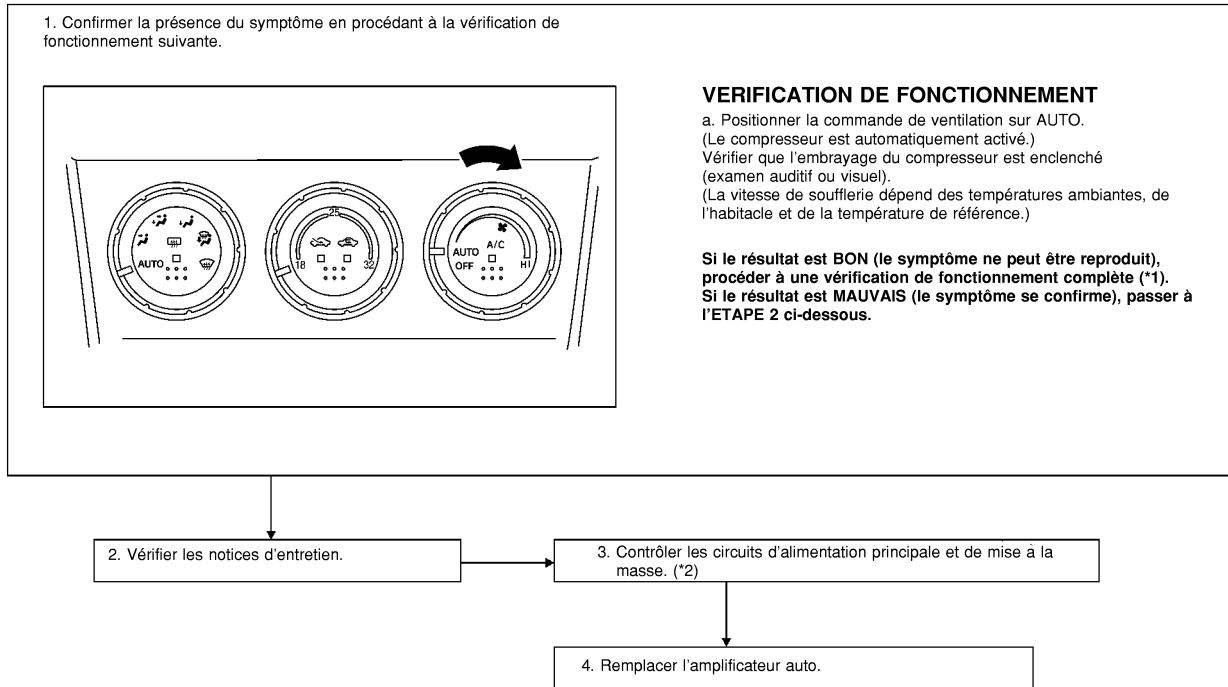 1. Confirmer la présence du symptôme en procédant à la vérification de
fonctionnement suivante.
AUTO
18
25
32
AUTO
OFF
A/C
HI
VERIFICATION DE FONCTIONNEMENT
a. Positionner la commande de ventilation sur AUTO.
(Le compresseur est automatiquement activé.)
Vérifier que l'embrayage du compresseur est enclenché
(examen auditif ou visuel).
(La vitesse de soufflerie dépend des températures ambiantes, de
l'habitacle et de la température de référence.)
Si le résultat est BON (le symptôme ne peut être reproduit),
procéder à une vérification de fonctionnement complète (*1).
Si le résultat est MAUVAIS (le symptôme se confirme), passer à
l'ETAPE 2 ci-dessous.
2. Vérifier les notices d'entretien.
3. Contrôler les circuits d'alimentation principale et de mise à la
masse. (*2)
4. Remplacer l'amplificateur auto.